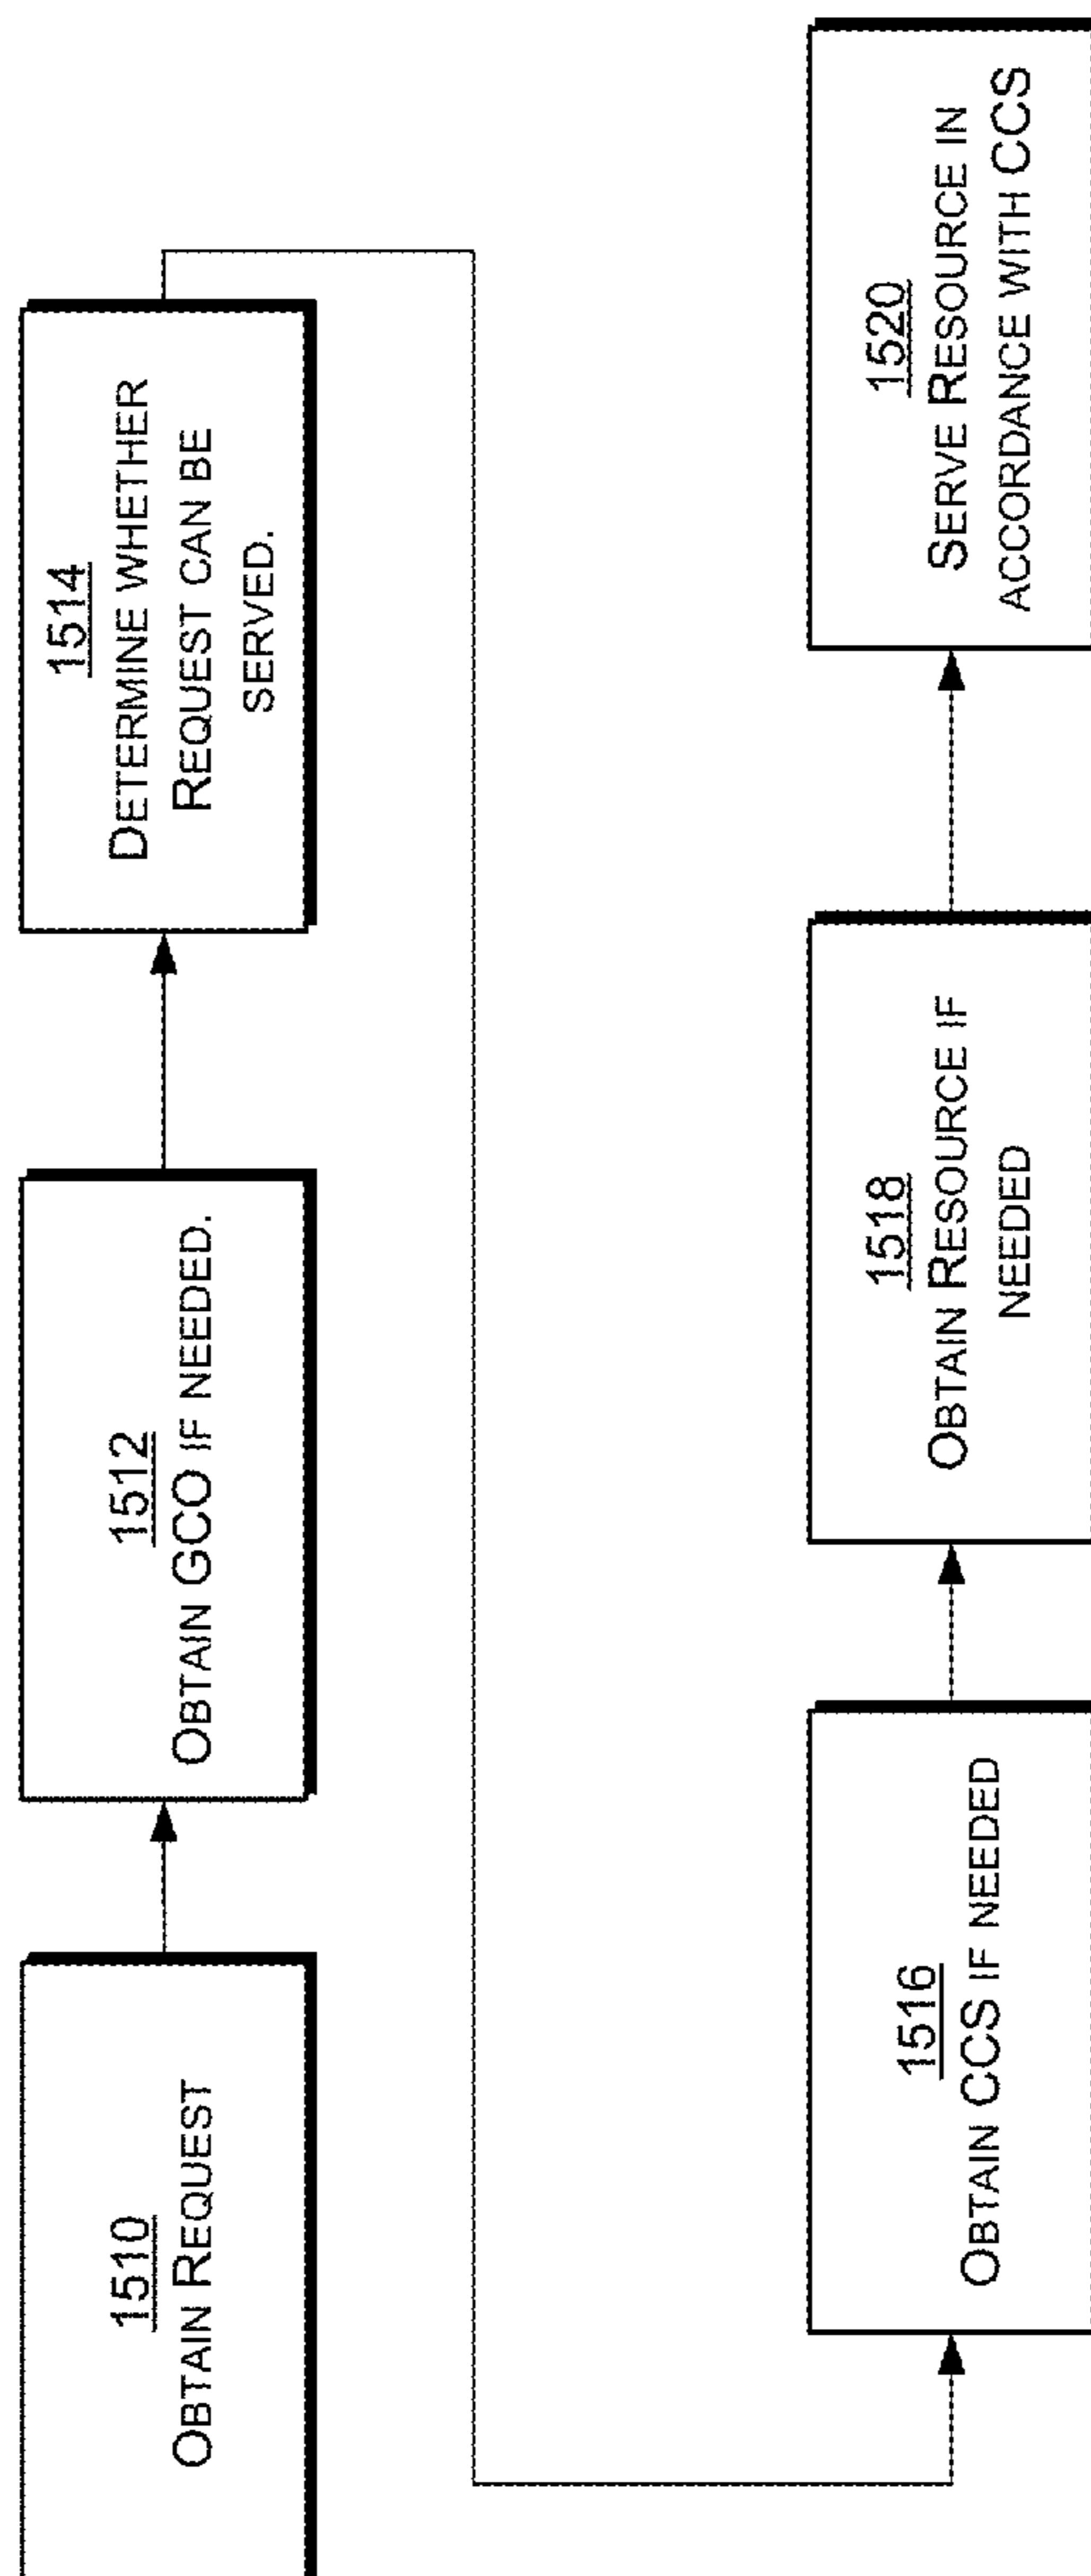 1510
OBTAIN REQUEST
1512
OBTAIN GCO IF NEEDED.
1514
DETERMINE WHETHER
REQUEST CAN BE
SERVED.
1516
OBTAIN CCS IF NEEDED
1518
OBTAIN RESOURCE IF
NEEDED
1520
SERVE RESOURCE IN
ACCORDANCE WITH CCS